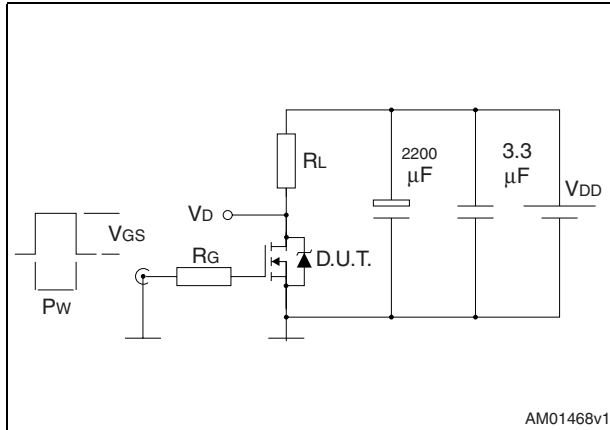 RL
2200
μF
3.3
μF
VDD
VD
VGS
RG
D.U.T.
PW
AM01468v1